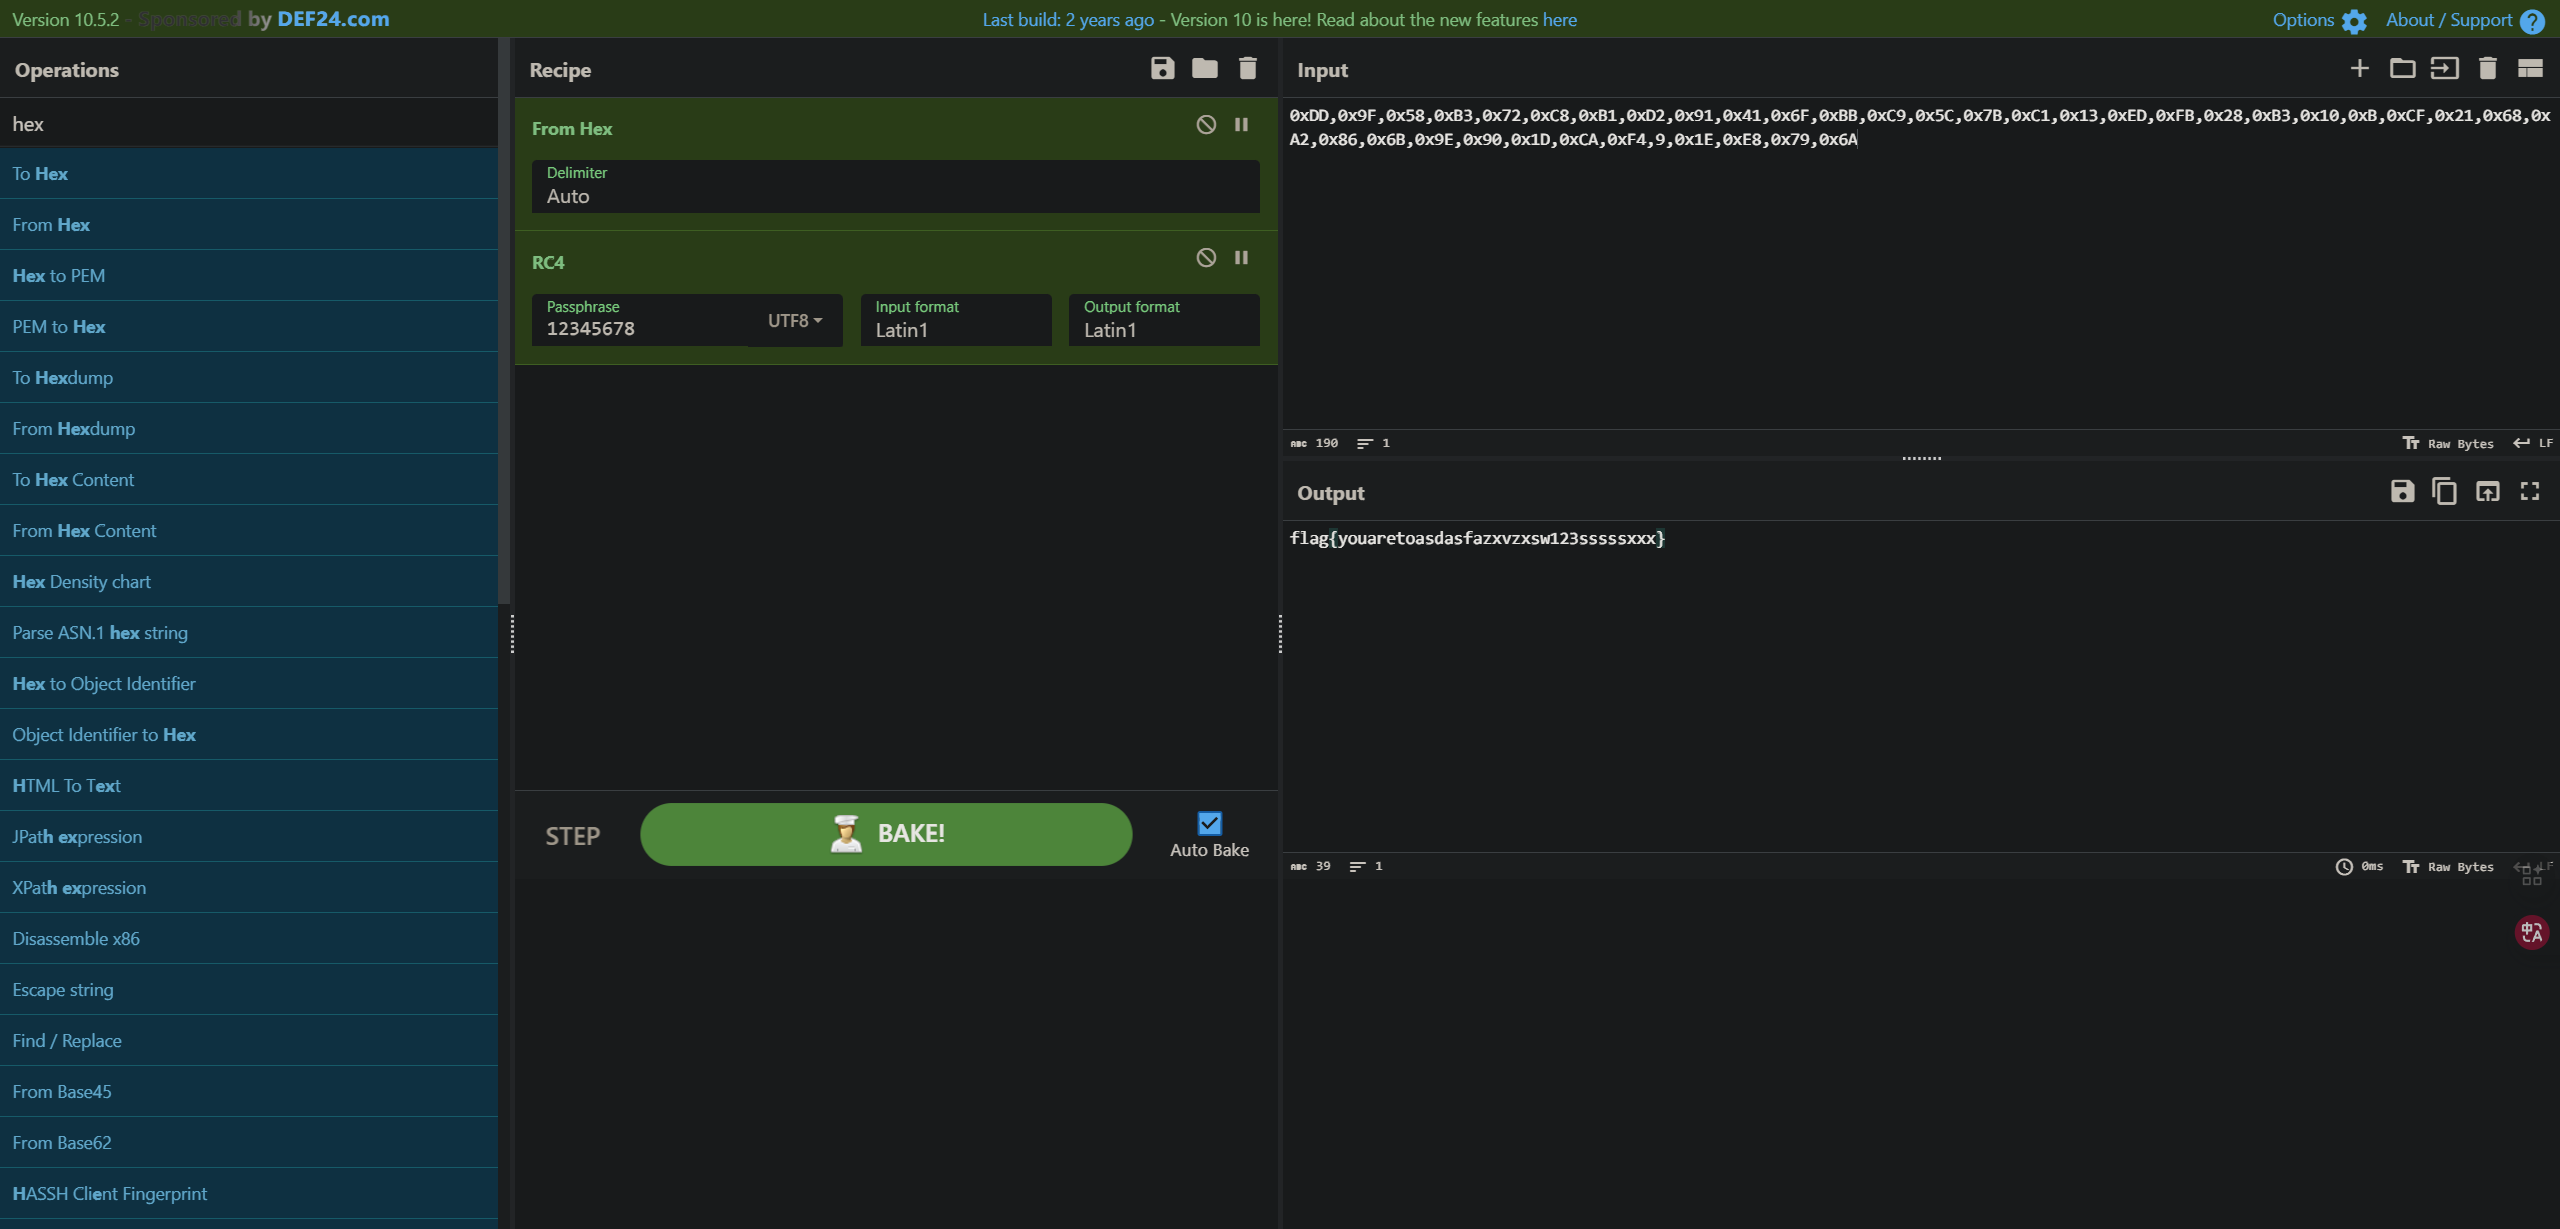 Version 10.5.2 - Sponsored by DEF24.com
Last build: 2 years ago - Version 10 is here! Read about the new features here
Options
About / Support
Operations
hex
To Hex
From Hex
Hex to PEM
PEM to Hex
To Hexdump
From Hexdump
To Hex Content
From Hex Content
Hex Density chart
Parse ASN.1 hex string
Hex to Object Identifier
Object Identifier to Hex
HTML To Text
JPath expression
XPath expression
Disassemble x86
Escape string
Find / Replace
From Base45
From Base62
HASSH Client Fingerprint
Recipe
From Hex
Delimiter
Auto
RC4
Passphrase
12345678
UTF8
Input format
Latin1
Output format
Latin1
STEP
BAKE!
Auto Bake
Input
0xDD,0x9F,0x58,0xB3,0x72,0xC8,0xB1,0xD2,0x91,0x41,0x6F,0xBB,0xC9,0x5C,0x7B,0xC1,0x13,0xED,0xFB,0x28,0xB3,0x10,0xB,0xCF,0x21,0x68,0x
A2,0x86,0x6B,0x9E,0x90,0x1D,0xCA,0xF4,9,0x1E,0xE8,0x79,0x6A
ABC 190
1
Raw Bytes
LF
Output
flag{youaretoasdasfazxvzxsw123sssssxxx}
ABC 39
1
0ms
Raw Bytes
LF
中A